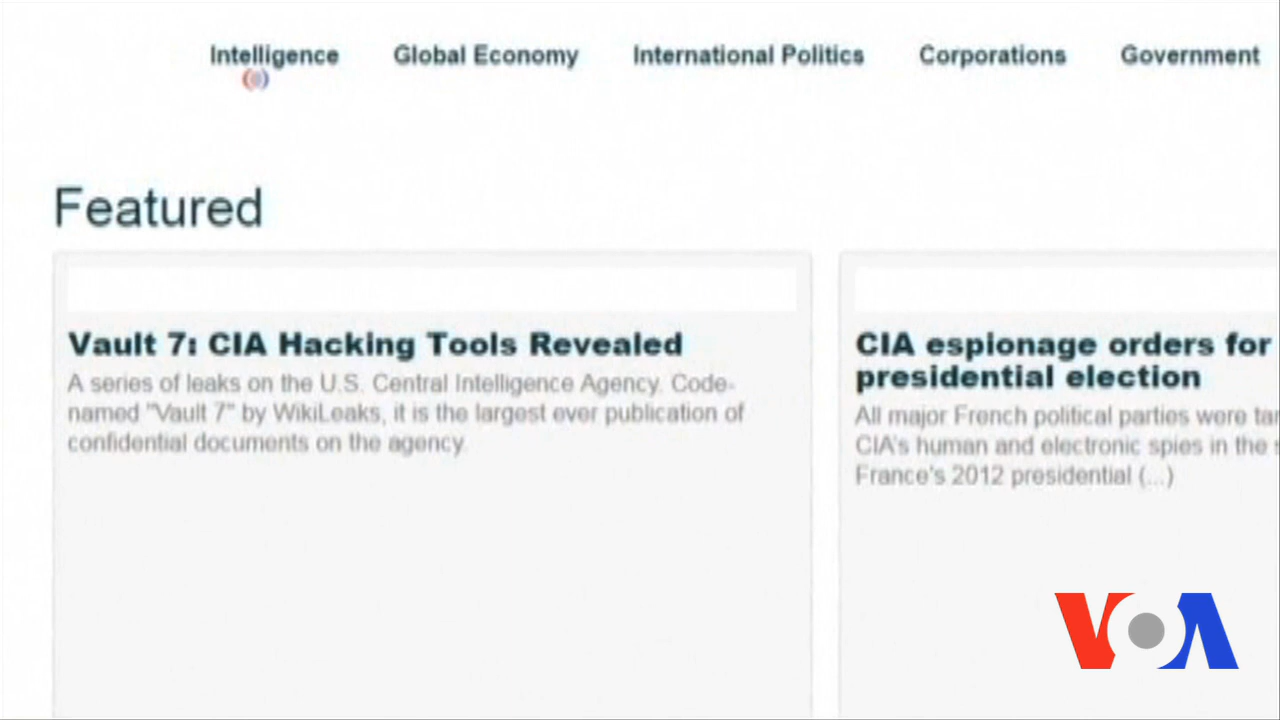 Intelligence Global Economy International Politics Corporations Government
Featured
Vault 7: CIA Hacking Tools Revealed
A series of leaks on the U.S. Central Intelligence Agency. Code-
named "Vault 7" by WikiLeaks, it is the largest ever publication of
confidential documents on the agency.
CIA espionage orders for
presidential election
All major French political parties were
CIA's human and electronic spies in the
France's 2012 presidential (...)
VOA